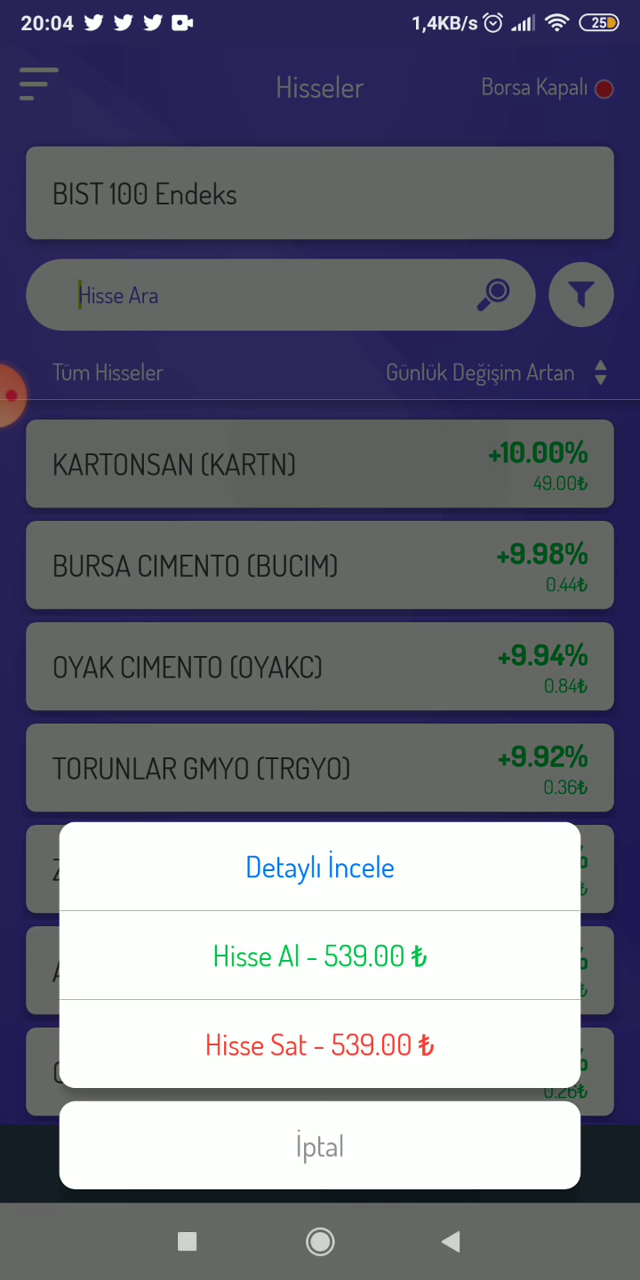 20:04
1,4KB/s
25
Hisseler
Borsa Kapalı
BIST 100 Endeks
Hisse Ara
Tüm Hisseler
Günlük Değişim Artan
KARTONSAN (KARTN)
+10.00%
49.00₺
BURSA CIMENTO (BUCIM)
+9.98%
0.44₺
OYAK CIMENTO (OYAKC)
+9.94%
0.84₺
TORUNLAR GMYO (TRGYO)
+9.92%
0.36₺
Detaylı İncele
Hisse Al - 539.00 ₺
Hisse Sat - 539.00 ₺
0.26₺
İptal